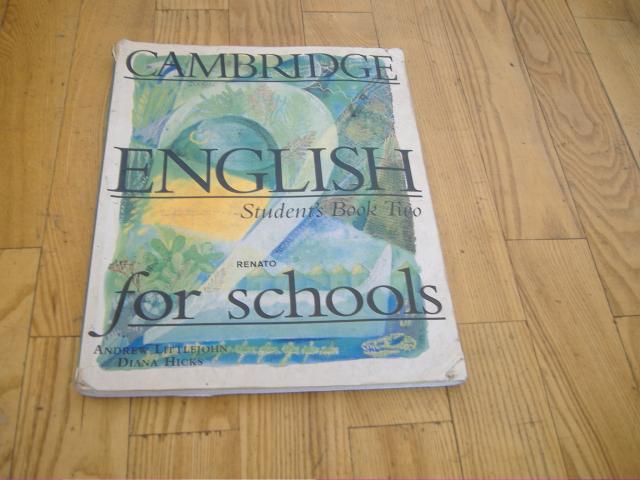 CAMBRIDGE
ENGLISH
Student's Book Two
RENATO
for schools
ANDREW LITTLEJOHN
DIANA HICKS